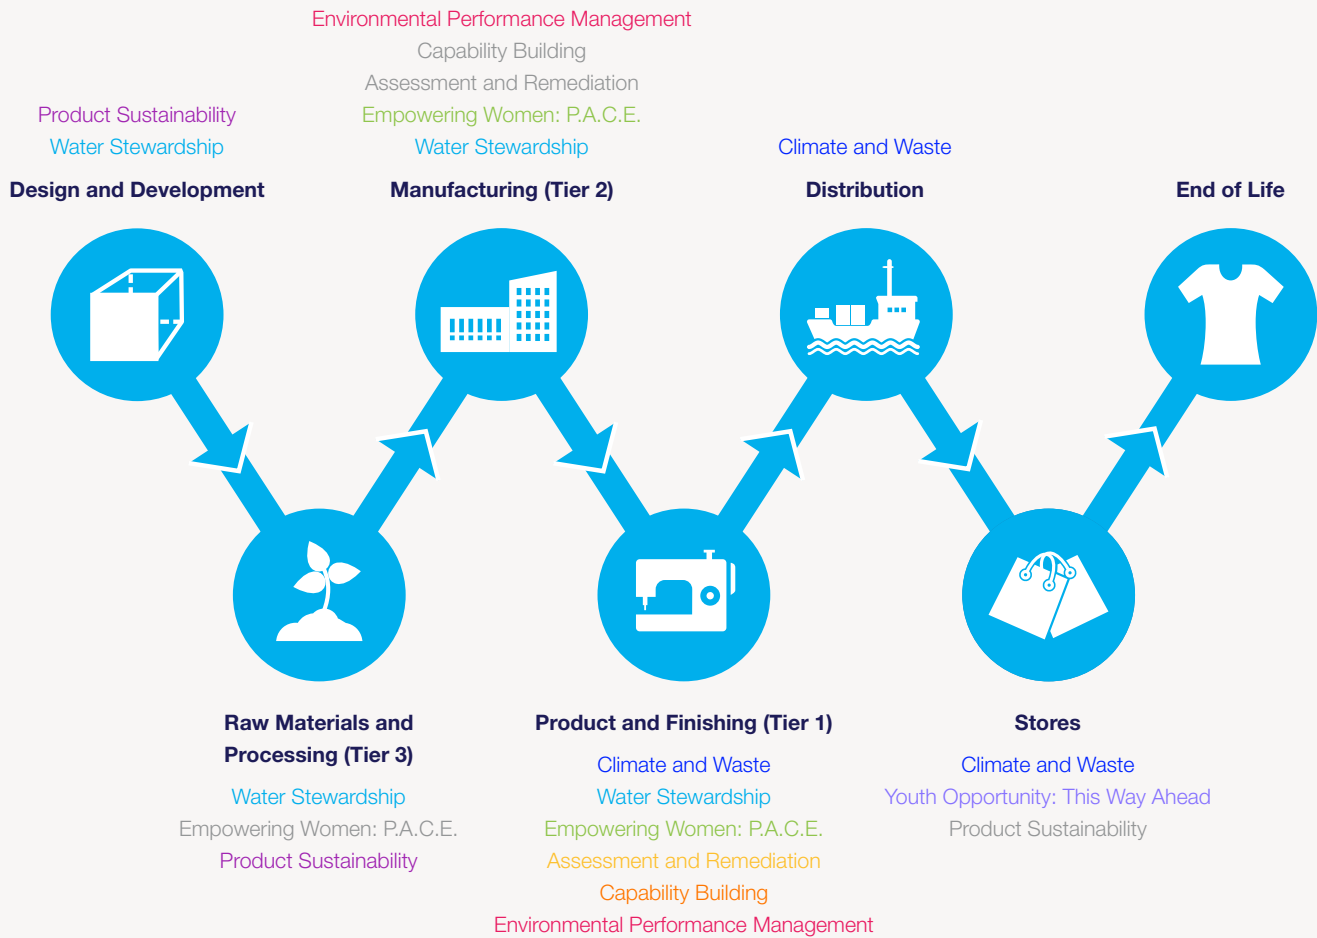 Product Sustainability
Water Stewardship
Design and Development
Environmental Performance Management
Capability Building
Assessment and Remediation
Empowering Women: P.A.C.E.
Water Stewardship
Manufacturing (Tier 2)
Climate and Waste
Distribution
End of Life
Raw Materials and
Processing (Tier 3)
Water Stewardship
Empowering Women: P.A.C.E.
Product Sustainability
Product and Finishing (Tier 1)
Climate and Waste
Water Stewardship
Empowering Women: P.A.C.E.
Assessment and Remediation
Capability Building
Environmental Performance Management
Stores
Climate and Waste
Youth Opportunity: This Way Ahead
Product Sustainability